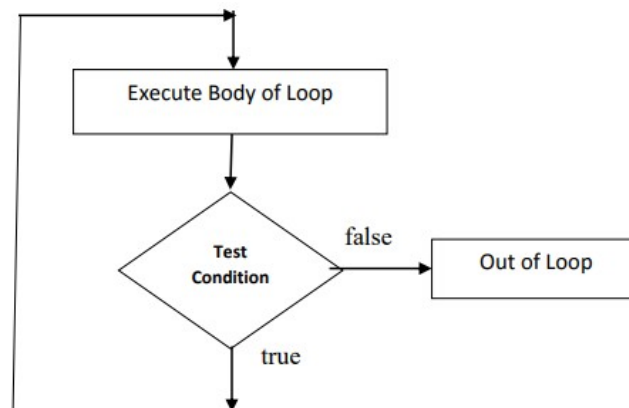 Execute Body of Loop
Test
Condition
false
Out of Loop
true